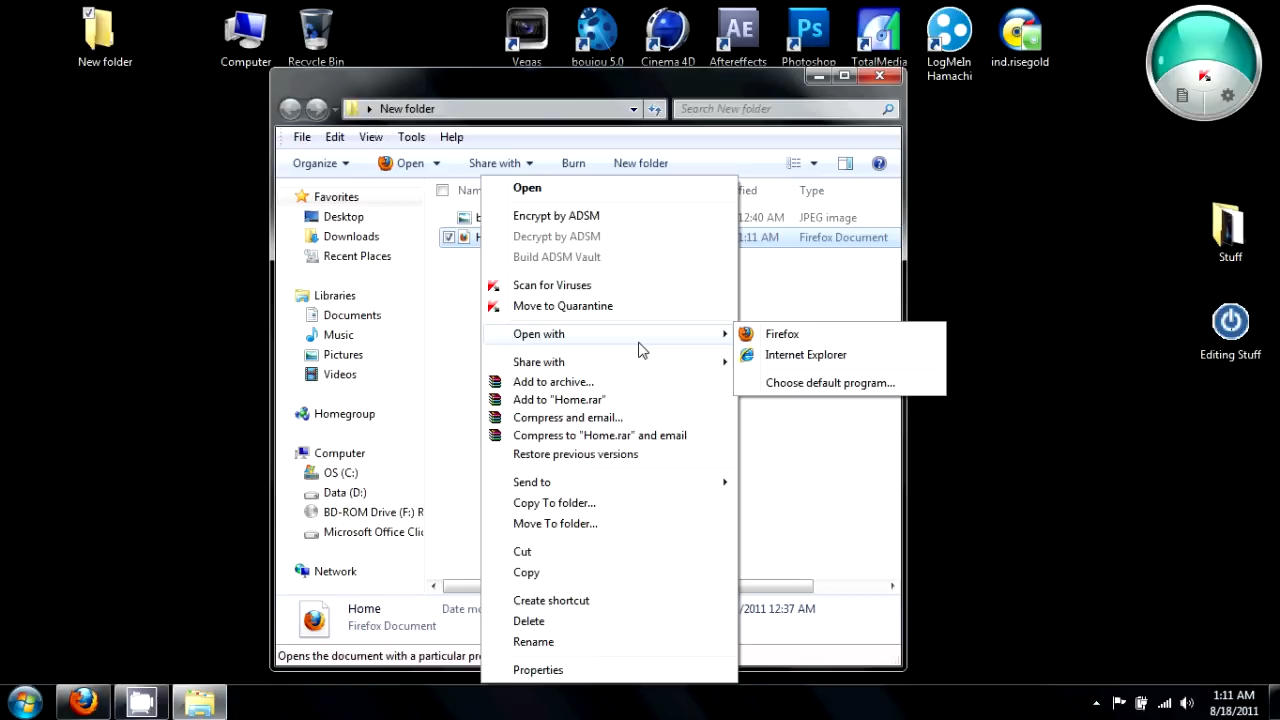 New folder
Computer
Recycle Bin
Vegas
boujou 5.0
Cinema 4D
Aftereffects
Photoshop
TotalMedia
LogMeIn
Hamachi
ind.risegold
AE
Ps
New folder
Search New folder
File Edit View Tools Help
Organize Open Share with Burn New folder
Favorites
Desktop
Downloads
Recent Places
Libraries
Documents
Music
Pictures
Videos
Homegroup
Computer
OS (C:)
Data (D:)
BD-ROM Drive (F:) R
Microsoft Office Clic
Network
Type
12:40 AM JPEG image
1:11 AM Firefox Document
Open
Encrypt by ADSM
Decrypt by ADSM
Build ADSM Vault
Scan for Viruses
Move to Quarantine
Open with
Share with
Add to archive...
Add to "Home.rar"
Compress and email...
Compress to "Home.rar" and email
Restore previous versions
Send to
Copy To folder...
Move To folder...
Cut
Copy
Create shortcut
Delete
Rename
Properties
Firefox
Internet Explorer
Choose default program...
Home
Firefox Document
/2011 12:37 AM
Opens the document with a particular pr
Stuff
Editing Stuff
1:11 AM
8/18/2011